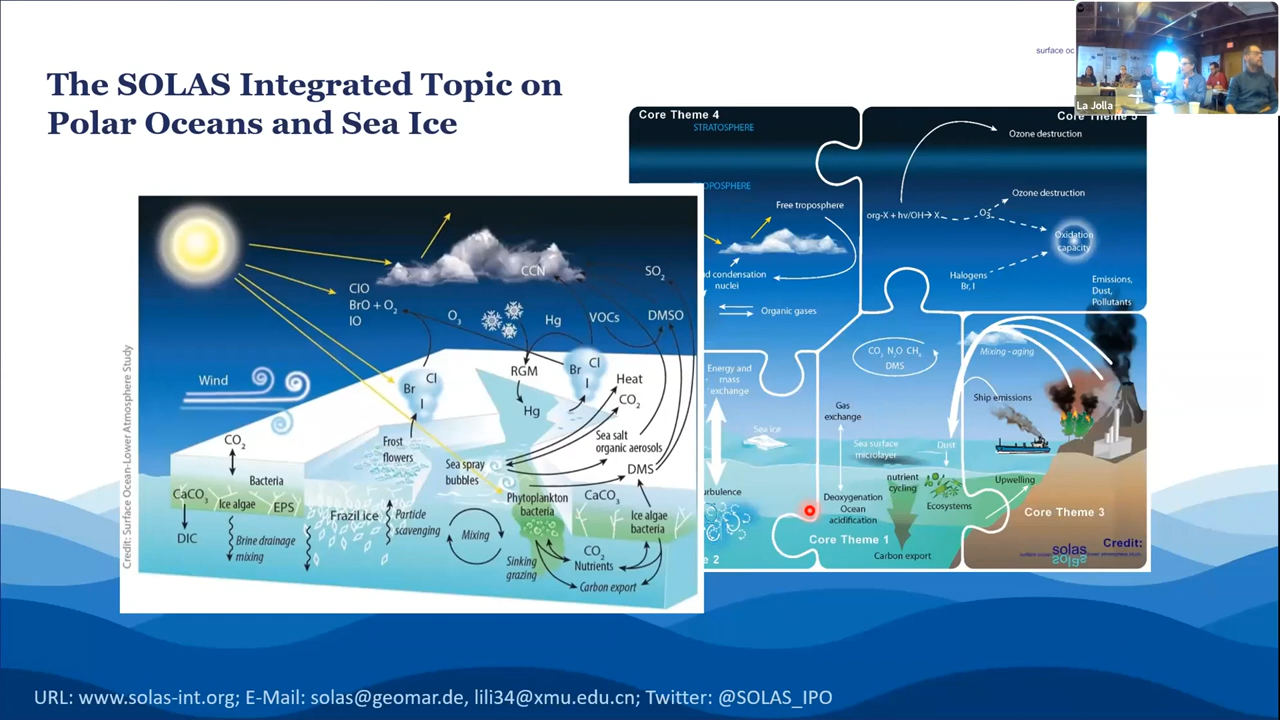 The SOLAS Integrated Topic on
Polar Oceans and Sea Ice
surface oc
La Jolla
Core Theme 4
STRATOSPHERE
Free troposphere
condensation
nuclei
Organic gases
Energy and
mass
exchange
Sea ice
Ozone destruction
Ozone destruction
org-X + hv/OH→ X
O₃
Oxidation
capacity
Halogens
Br, I
Emissions,
Dust,
Pollutants
CO₂ N₂O CH₄
DMS
Mixing - aging
Gas
exchange
Ship emissions
Sea surface
microlayer
Dust
nutrient
cycling
Ecosystems
Upwelling
Deoxygenation
Ocean
acidification
Core Theme 1
Core Theme 3
Carbon export
Credit:
solas
Credit: Surface Ocean-Lower Atmosphere Study
CCN
SO₂
ClO
BrO + O₂
IO
O₃
Hg
VOCs
DMSO
Wind
Br
Cl
I
RGM
Hg
Br
Cl
I
Heat
CO₂
CO₂
Frost
flowers
Sea salt
organic aerosols
Sea spray
bubbles
DMS
Bacteria
CaCO₃
Ice algae
EPS
DIC
Brine drainage
mixing
Frazil ice
Particle
scavenging
Mixing
Phytoplankton
bacteria
CaCO₃
Ice algae
bacteria
Sinking
grazing
CO₂
Nutrients
Carbon export
URL: www.solas-int.org; E-Mail: solas@geomar.de, lili34@xmu.edu.cn; Twitter: @SOLAS_IPO